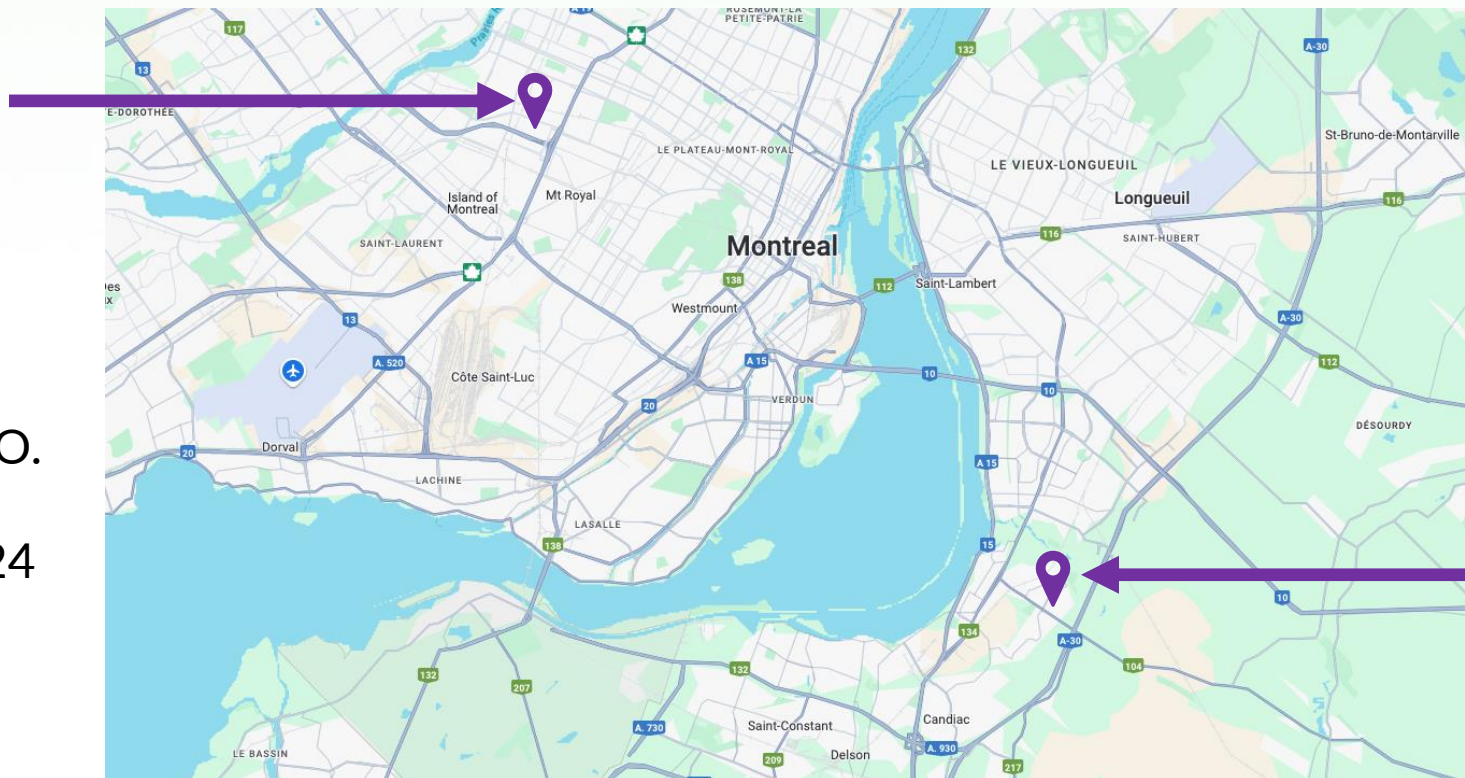 ROSEMONT-LA
PETITE-PATRIE
117
132
A-30
13
E-DOROTHÉE
St-Bruno-de-Montarville
LE PLATEAU-MONT-ROYAL
LE VIEUX-LONGUEUIL
Island of
Montreal
Mt Royal
Longueuil
116
116
SAINT-LAURENT
SAINT-HUBERT
Montreal
138
112
Saint-Lambert
Westmount
13
A-30
A. 520
A 15
112
Côte Saint-Luc
10
10
20
VERDUN
DÉSOURDY
O.
20
Dorval
A 15
LACHINE
LASALLE
138
15
24
10
134
A-30
132
132
104
207
A. 730
Saint-Constant
Candiac
LE BASSIN
209
Delson
A. 930
217